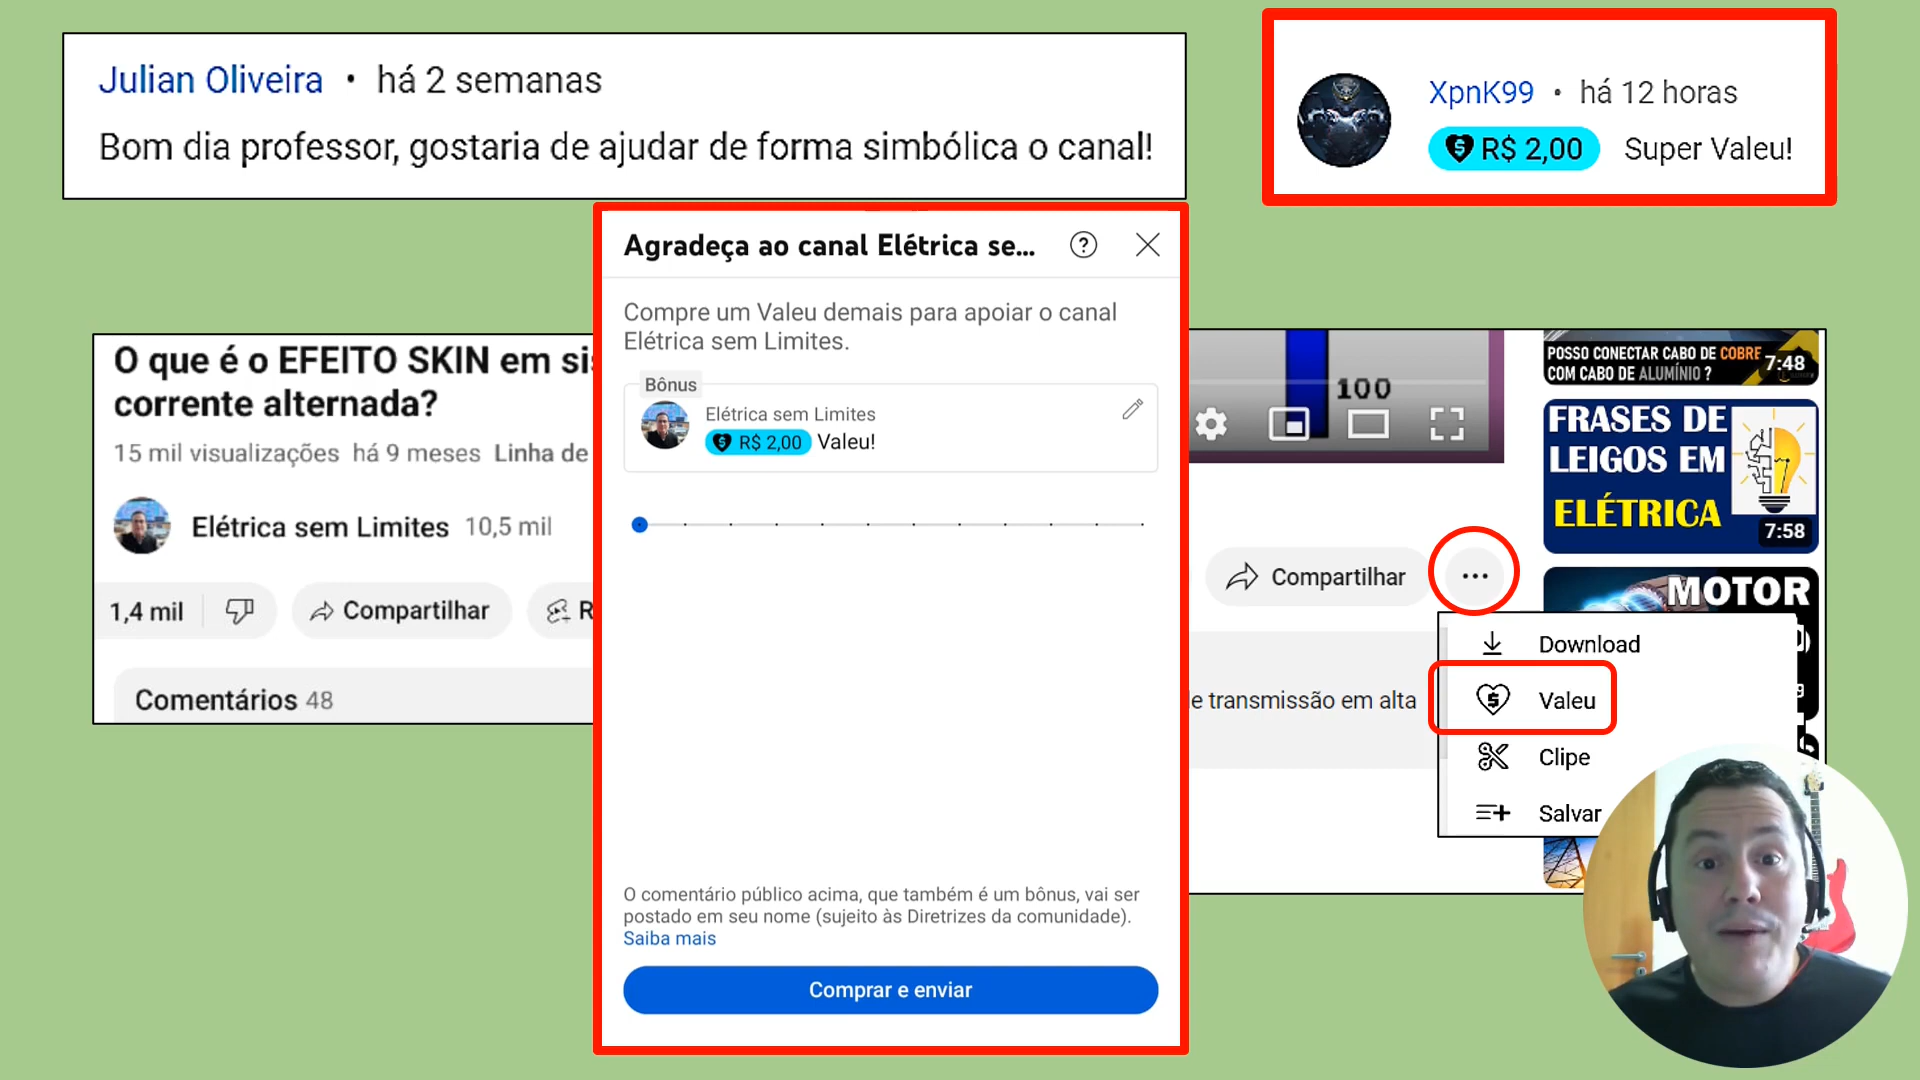 Julian Oliveira • há 2 semanas
Bom dia professor, gostaria de ajudar de forma simbólica o canal!
XpnK99 • há 12 horas
R$ 2,00 Super Valeu!
Agradeça ao canal Elétrica se...
Compre um Valeu demais para apoiar o canal
Elétrica sem Limites.
Bônus
Elétrica sem Limites
R$ 2,00 Valeu!
O comentário público acima, que também é um bônus, vai ser
postado em seu nome (sujeito às Diretrizes da comunidade).
Saiba mais
Comprar e enviar
O que é o EFEITO SKIN em sis
corrente alternada?
15 mil visualizações há 9 meses Linha de
Elétrica sem Limites 10,5 mil
1,4 mil
Compartilhar
R
Comentários 48
100
Compartilhar
e transmissão em alta
Download
Valeu
Clipe
Salvar
POSSO CONECTAR CABO DE COBRE
COM CABO DE ALUMÍNIO ?
7:48
FRASES DE
LEIGOS EM
ELÉTRICA
7:58
MOTOR